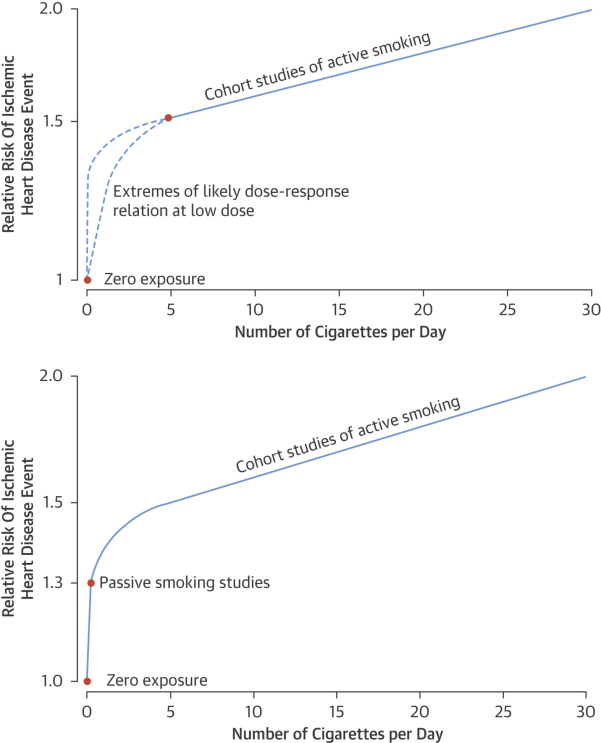 2.0
Relative Risk Of Ischemic
Heart Disease Event
Cohort studies of active smoking
1.5
Extremes of likely dose-response
relation at low dose
1
Zero exposure
0 5 10 15 20 25 30
Number of Cigarettes per Day
2.0
Relative Risk Of Ischemic
Heart Disease Event
Cohort studies of active smoking
1.5
1.3
Passive smoking studies
1.0
Zero exposure
0 5 10 15 20 25 30
Number of Cigarettes per Day